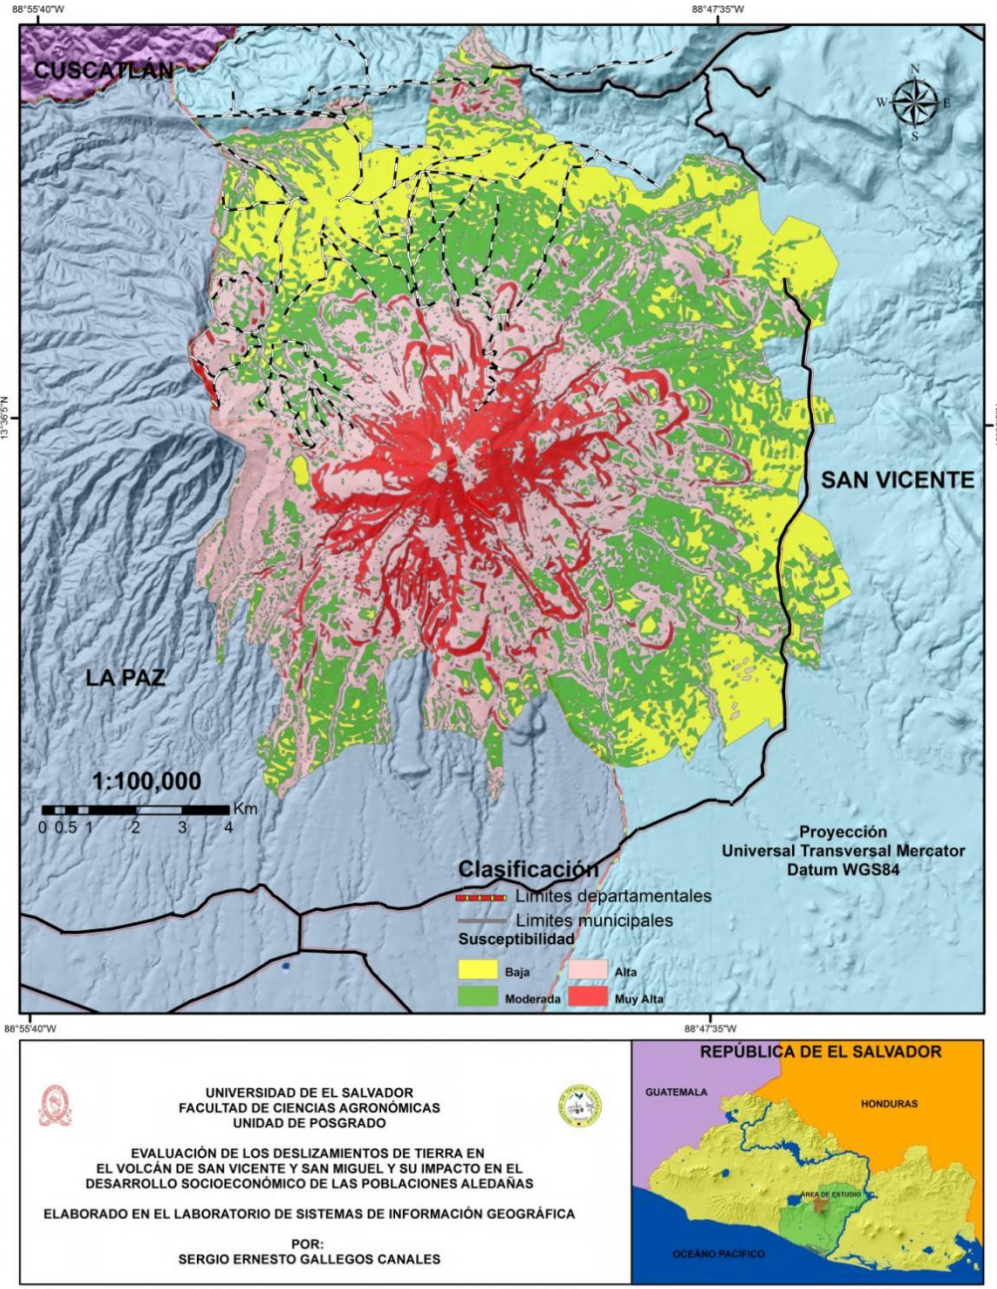 88°55'40"W
88°47'35"W
CUSCATLÁN
N
W
E
S
13°36'5"N
SAN VICENTE
LA PAZ
1:100,000
Km
0 0.5 1 2 3 4
Proyección
Universal Transversal Mercator
Datum WGS84
Clasificación
Limites departamentales
Limites municipales
Susceptibilidad
Baja
Alta
Moderada
Muy Alta
88°55'40"W
88°47'35"W
UNIVERSIDAD DE EL SALVADOR
FACULTAD DE CIENCIAS AGRONÓMICAS
UNIDAD DE POSGRADO
EVALUACIÓN DE LOS DESLIZAMIENTOS DE TIERRA EN
EL VOLCÁN DE SAN VICENTE Y SAN MIGUEL Y SU IMPACTO EN EL
DESARROLLO SOCIOECONÓMICO DE LAS POBLACIONES ALEDAÑAS
ELABORADO EN EL LABORATORIO DE SISTEMAS DE INFORMACIÓN GEOGRÁFICA
POR:
SERGIO ERNESTO GALLEGOS CANALES
REPÚBLICA DE EL SALVADOR
GUATEMALA
HONDURAS
ÁREA DE ESTUDIO
OCEÁNO PACÍFICO